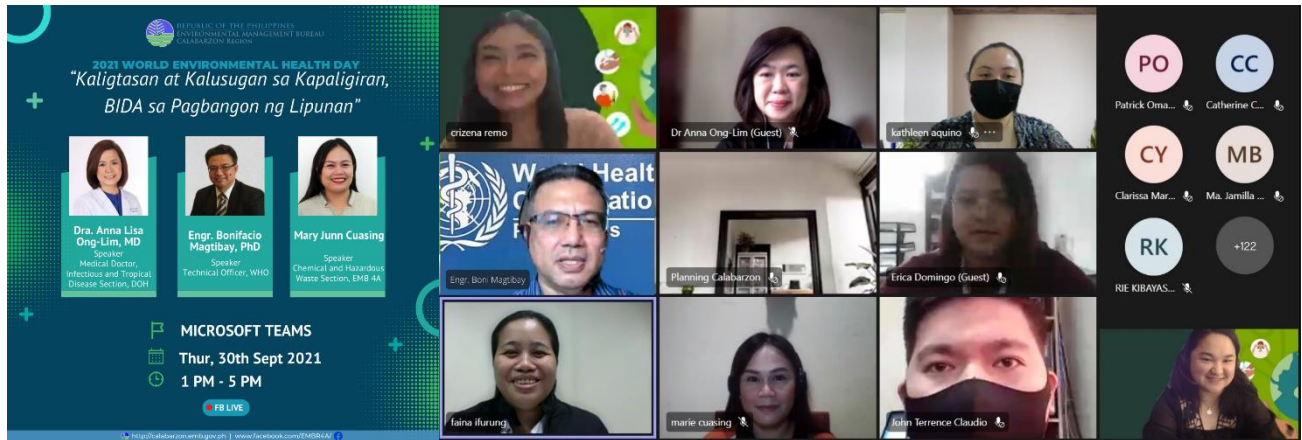 REPUBLIC OF THE PHILIPPINES
ENVIRONMENTAL MANAGEMENT BUREAU
CALABARZON REGION
2021 WORLD ENVIRONMENTAL HEALTH DAY
“Kaligtasan at Kalusugan sa Kapaligiran,
BIDA sa Pagbangon ng Lipunan”
Dra. Anna Lisa
Ong-Lim, MD
Speaker
Medical Doctor,
Infectious and Tropical
Disease Section, DOH
Engr. Bonifacio
Magtibay, PhD
Speaker
Technical Officer, WHO
Mary Junn Cuasing
Speaker
Chemical and Hazardous
Waste Section, EMB 4A
MICROSOFT TEAMS
Thur, 30th Sept 2021
1 PM - 5 PM
FB LIVE
http://calabarzon.emb.gov.ph | www.facebook.com/EMBR4A/
crizena remo
Dr Anna Ong-Lim (Guest)
kathleen aquino
W Healt
atio
s
Engr. Boni Magtibay
Planning Calabarzon
Erica Domingo (Guest)
faina ifurung
marie cuasing
John Terrence Claudio
PO
CC
Patrick Oma...
Catherine C...
CY
MB
Clarissa Mar...
Ma. Jamilla ...
RK
+122
RIE KIBAYAS...